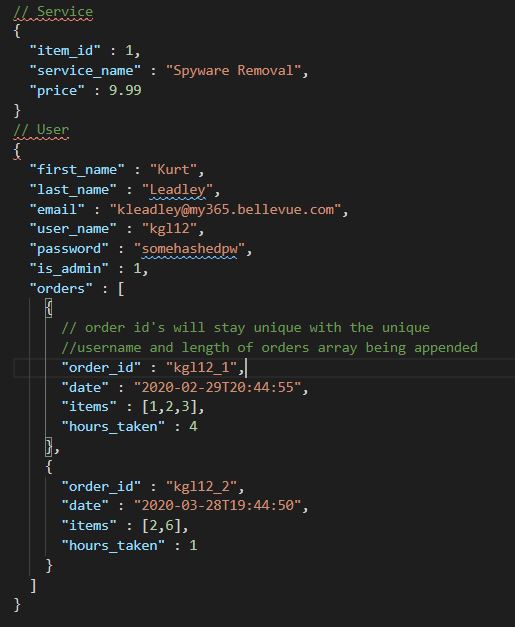 // Service
{
"item_id" : 1,
"service_name" : "Spyware Removal",
"price" : 9.99
}
// User
{
"first_name" : "Kurt",
"last_name" : "Leadley",
"email" : "kleadley@my365.bellevue.com",
"user_name" : "kgl12",
"password" : "somehashedpw",
"is_admin" : 1,
"orders" : [
{
// order id's will stay unique with the unique
//username and length of orders array being appended
"order_id" : "kgl12_1",
"date" : "2020-02-29T20:44:55",
"items" : [1,2,3],
"hours_taken" : 4
},
{
"order_id" : "kgl12_2",
"date" : "2020-03-28T19:44:50",
"items" : [2,6],
"hours_taken" : 1
}
]
}